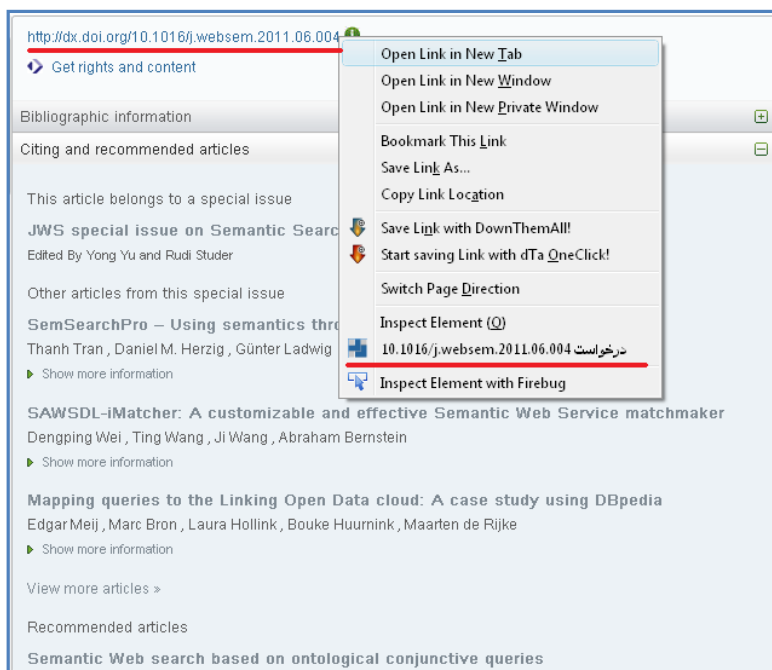 http://dx.doi.org/10.1016/j.websem.2011.06.004
Get rights and content
Bibliographic information
Citing and recommended articles
This article belongs to a special issue
JWS special issue on Semantic Searc
Edited By Yong Yu and Rudi Studer
Other articles from this special issue
SemSearchPro – Using semantics thr
Thanh Tran , Daniel M. Herzig , Günter Ladwig
Show more information
SAWSDL-iMatcher: A customizable and effective Semantic Web Service matchmaker
Dengping Wei , Ting Wang , Ji Wang , Abraham Bernstein
Show more information
Mapping queries to the Linking Open Data cloud: A case study using DBpedia
Edgar Meij , Marc Bron , Laura Hollink , Bouke Huurnink , Maarten de Rijke
Show more information
View more articles »
Recommended articles
Semantic Web search based on ontological conjunctive queries
Open Link in New Tab
Open Link in New Window
Open Link in New Private Window
Bookmark This Link
Save Link As...
Copy Link Location
Save Link with DownThemAll!
Start saving Link with dTa OneClick!
Switch Page Direction
Inspect Element (Q)
درخواست 10.1016/j.websem.2011.06.004
Inspect Element with Firebug